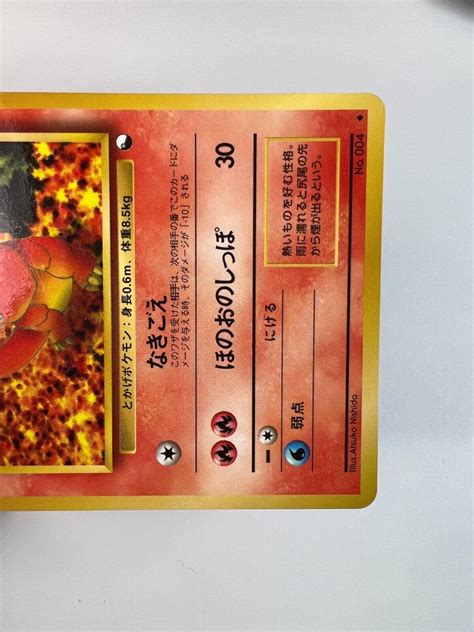 とかげポケモン：身長0.6m、体重8.5kg
なきごえ
このワザを受けた相手は、次の相手の番でこのカードにダ
メージを与える時、そのダメージが「-10」される
ほのおのしっぽ 30
にげる
弱点
熱いものを好む性格。
雨に濡れると尻尾の先
から煙が出るという。
Illus.Atsuko Nishida
No. 004